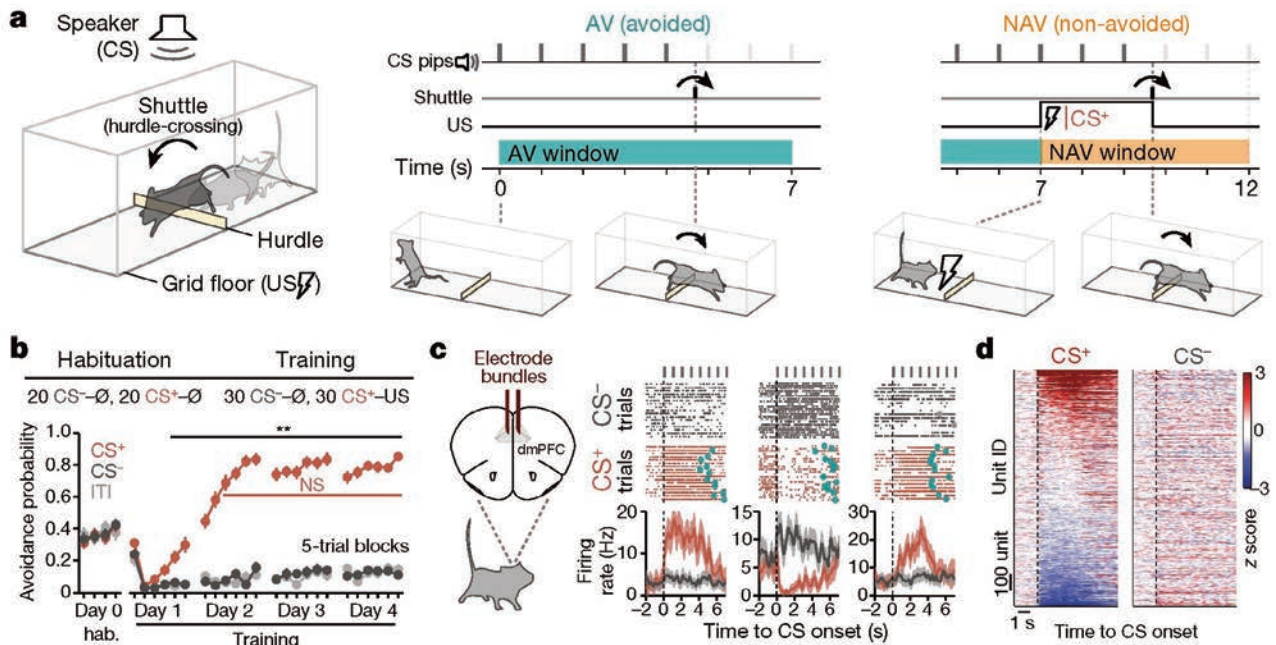 a
Speaker
(CS)
Shuttle
(hurdle-crossing)
Hurdle
Grid floor (US)
AV (avoided)
NAV (non-avoided)
CS pips
Shuttle
US
CS⁺
AV window
NAV window
Time (s)
0
7
7
12
b
Habituation
Training
20 CS⁻–Ø, 20 CS⁺–Ø
30 CS⁻–Ø, 30 CS⁺–US
Avoidance probability
1.0
0.8
0.6
0.4
0.2
0
CS⁺
CS⁻
ITI
**
NS
5-trial blocks
Day 0
hab.
Day 1
Day 2
Day 3
Day 4
Training
c
Electrode
bundles
dmPFC
CS⁻
trials
CS⁺
trials
Firing
rate (Hz)
20
10
0
15
10
5
0
30
20
10
0
–2 0 2 4 6
–2 0 2 4 6
–2 0 2 4 6
Time to CS onset (s)
d
CS⁺
CS⁻
Unit ID
100 unit
1 s
Time to CS onset
3
–3
z score